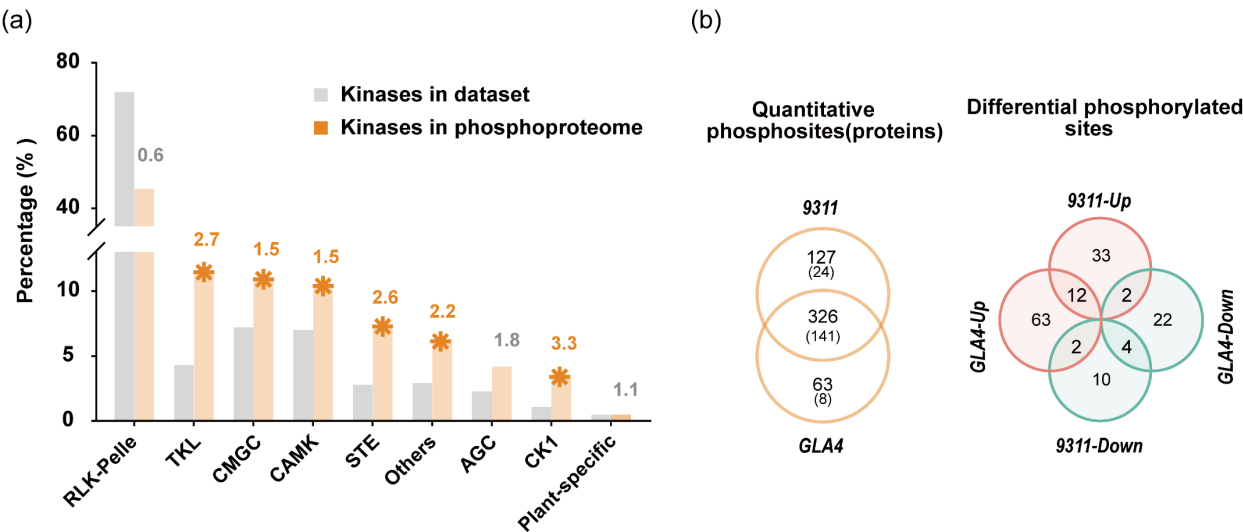 (a)
80
60
40
10
5
0
Percentage (%)
Kinases in dataset
Kinases in phosphoproteome
0.6
2.7
1.5
1.5
2.6
2.2
1.8
3.3
1.1
RLK-Pelle
TKL
CMGC
CAMK
STE
Others
AGC
CK1
Plant-specific
(b)
Quantitative
phosphosites(proteins)
9311
127
(24)
326
(141)
63
(8)
GLA4
Differential phosphorylated
sites
9311-Up
33
12
2
GLA4-Up
63
22
GLA4-Down
2
4
10
9311-Down